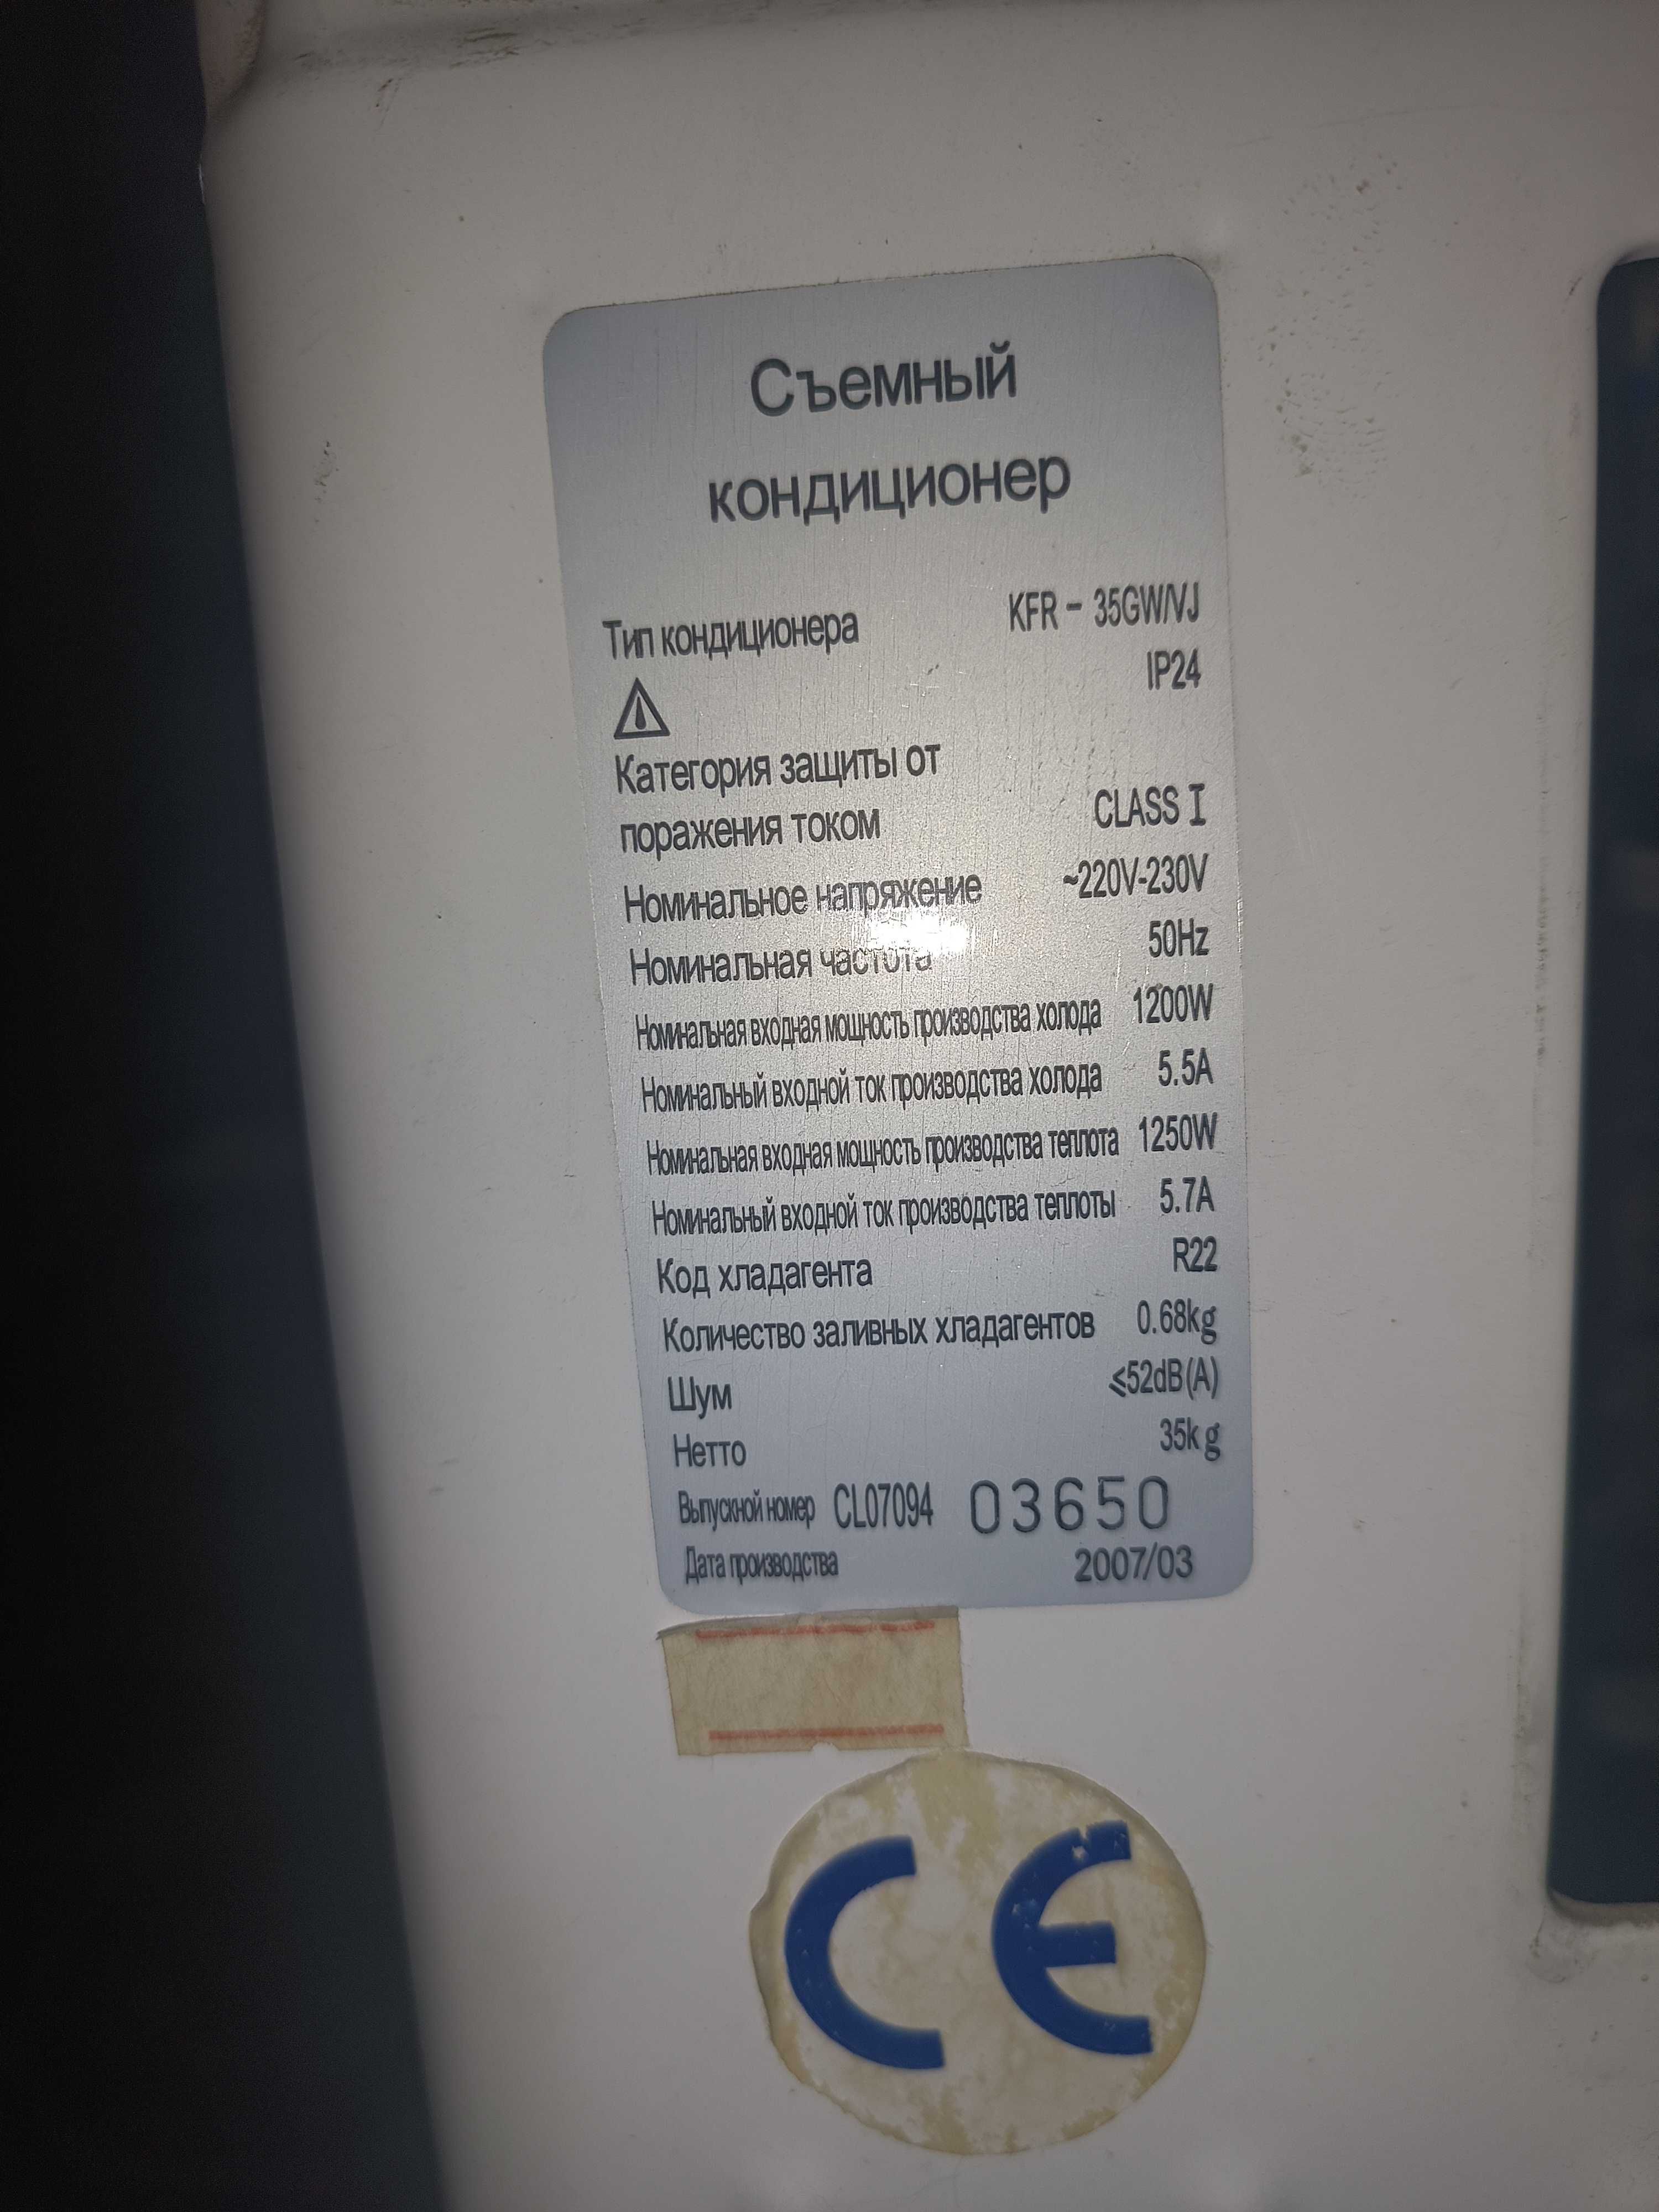 Съемный
кондиционер
Тип кондиционера KFR - 35GW/VJ
IP24
Категория защиты от
поражения током CLASS I
Номинальное напряжение ~220V-230V
Номинальная частота 50Hz
Номинальная входная мощность производства холода 1200W
Номинальный входной ток производства холода 5.5A
Номинальная входная мощность производства теплота 1250W
Номинальный входной ток производства теплоты 5.7A
Код хладагента R22
Количество заливных хладагентов 0.68kg
Шум ≤52dB(A)
Нетто 35kg
Выпускной номер CL07094 03650
Дата производства 2007/03
CE